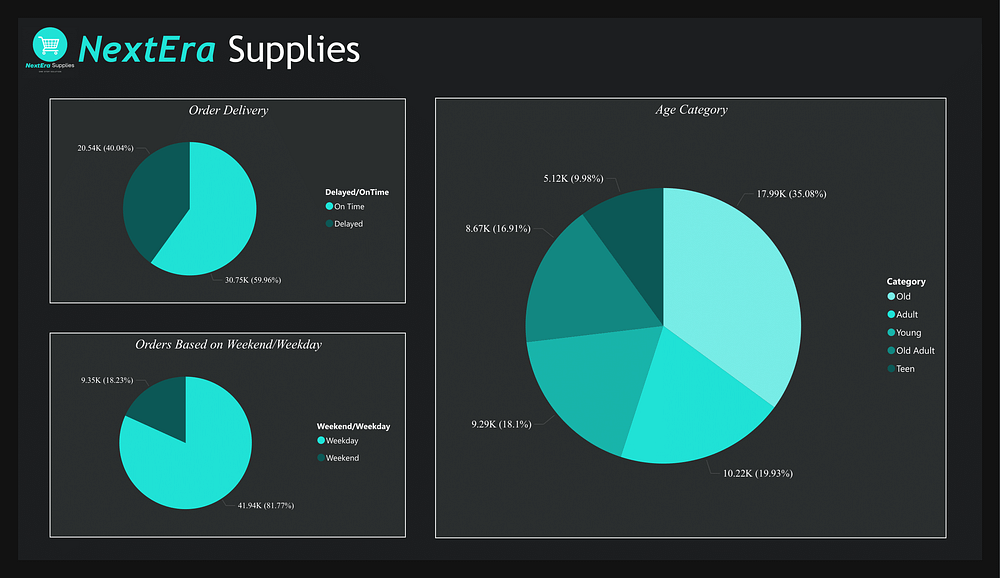 NextEra Supplies
NextEra Supplies
Order Delivery
20.54K (40.04%)
30.75K (59.96%)
Delayed/OnTime
On Time
Delayed
Orders Based on Weekend/Weekday
9.35K (18.23%)
41.94K (81.77%)
Weekend/Weekday
Weekday
Weekend
Age Category
5.12K (9.98%)
17.99K (35.08%)
8.67K (16.91%)
9.29K (18.1%)
10.22K (19.93%)
Category
Old
Adult
Young
Old Adult
Teen